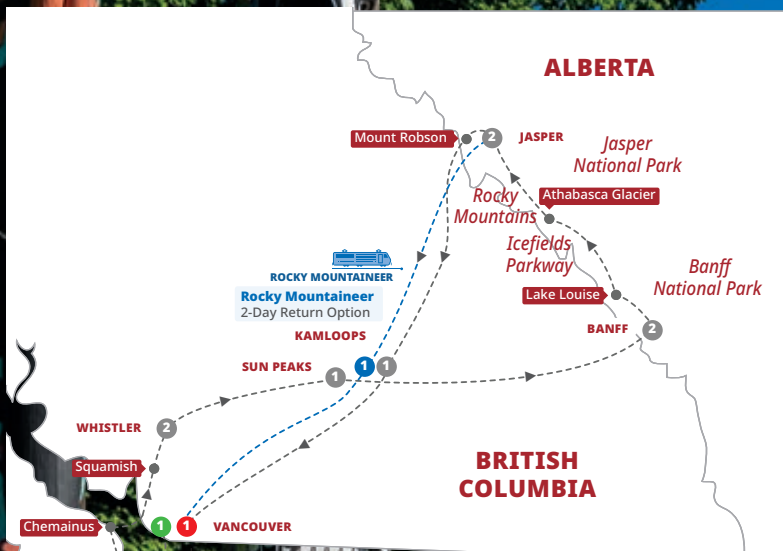 ALBERTA
Mount Robson
2
JASPER
Jasper
National Park
Rocky
Mountains
Athabasca Glacier
Icefields
Parkway
Banff
National Park
ROCKY MOUNTAINEER
Rocky Mountaineer
2-Day Return Option
Lake Louise
BANFF
2
KAMLOOPS
SUN PEAKS
1
1
1
WHISTLER
2
Squamish
BRITISH
COLUMBIA
Chemainus
1
1
VANCOUVER